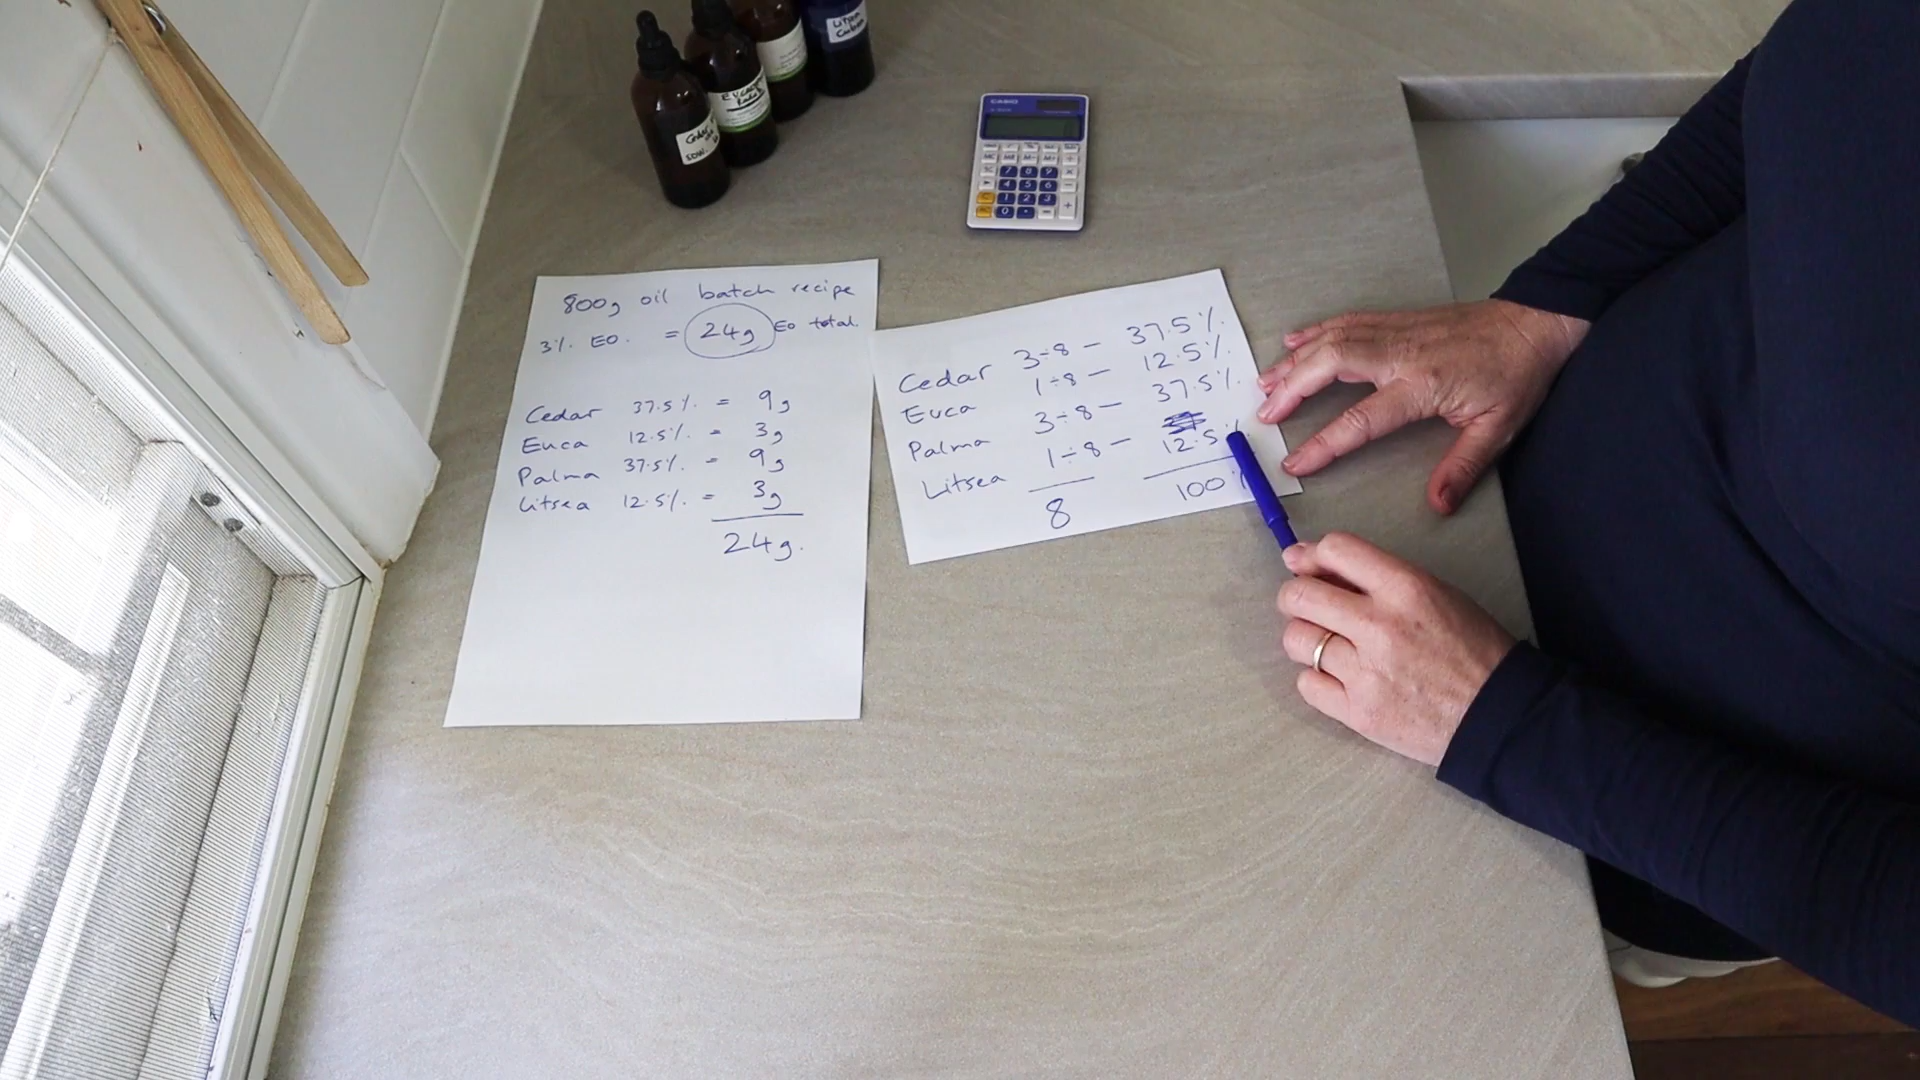 Litsea
Cubeba
CASIO
800g oil batch recipe
3% EO. = 24g EO total.
Cedar 37.5% = 9g
Euca 12.5% = 3g
Palma 37.5% = 9g
Litsea 12.5% = 3g
24g.
Cedar 3÷8 - 37.5%
Euca 1÷8 - 12.5%
Palma 3÷8 - 37.5%
Litsea 1÷8 - 12.5%
8 100%